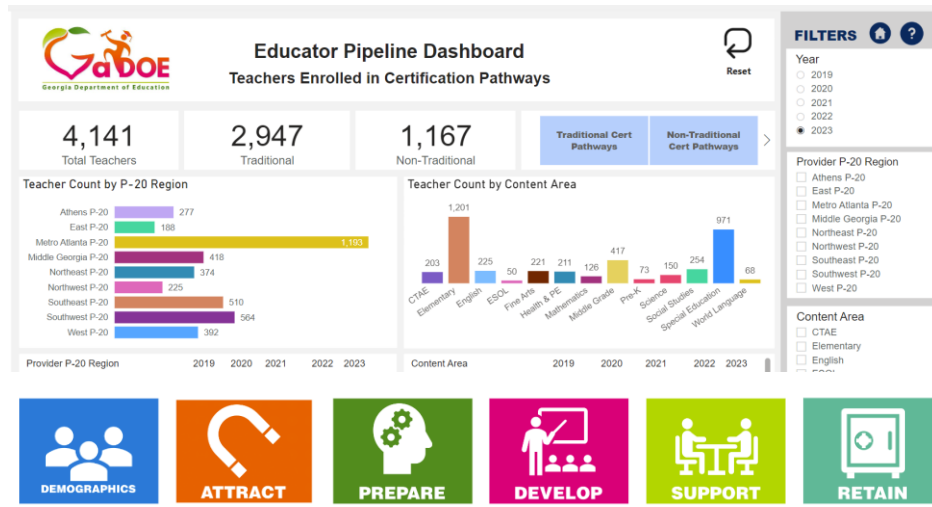 GaDOE
Georgia Department of Education
Educator Pipeline Dashboard
Teachers Enrolled in Certification Pathways
Reset
4,141
Total Teachers
2,947
Traditional
1,167
Non-Traditional
Traditional Cert
Pathways
Non-Traditional
Cert Pathways
Teacher Count by P-20 Region
Athens P-20 277
East P-20 188
Metro Atlanta P-20 1,193
Middle Georgia P-20 418
Northeast P-20 374
Northwest P-20 225
Southeast P-20 510
Southwest P-20 564
West P-20 392
Teacher Count by Content Area
203 1,201 225 50 221 211 126 417 73 150 254 971 68
CTAE Elementary English ESOL Fine Arts Health & PE Mathematics Middle Grade Pre-K Science Social Studies Special Education World Language
Provider P-20 Region 2019 2020 2021 2022 2023
Content Area 2019 2020 2021 2022 2023
FILTERS ?
Year
2019
2020
2021
2022
2023
Provider P-20 Region
Athens P-20
East P-20
Metro Atlanta P-20
Middle Georgia P-20
Northeast P-20
Northwest P-20
Southeast P-20
Southwest P-20
West P-20
Content Area
CTAE
Elementary
English
DEMOGRAPHICS
ATTRACT
PREPARE
DEVELOP
SUPPORT
RETAIN